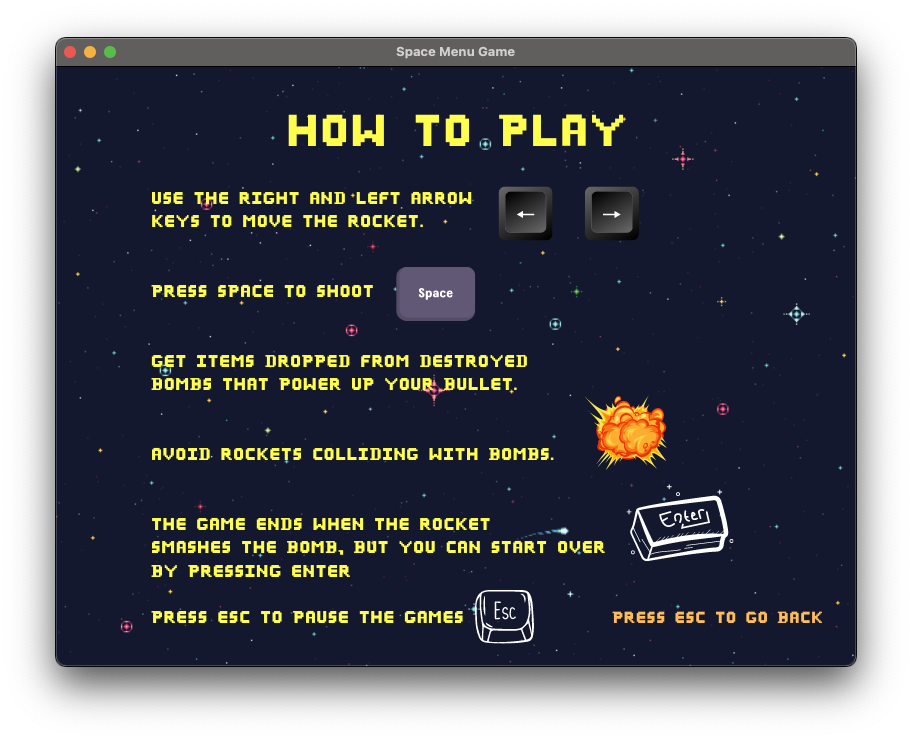 Space Menu Game
HOW TO PLAY
USE THE RIGHT AND LEFT ARROW
KEYS TO MOVE THE ROCKET.
← →
PRESS SPACE TO SHOOT
Space
GET ITEMS DROPPED FROM DESTROYED
BOMBS THAT POWER UP YOUR BULLET.
AVOID ROCKETS COLLIDING WITH BOMBS.
THE GAME ENDS WHEN THE ROCKET
SMASHES THE BOMB, BUT YOU CAN START OVER
BY PRESSING ENTER
Enter
PRESS ESC TO PAUSE THE GAMES
Esc
PRESS ESC TO GO BACK